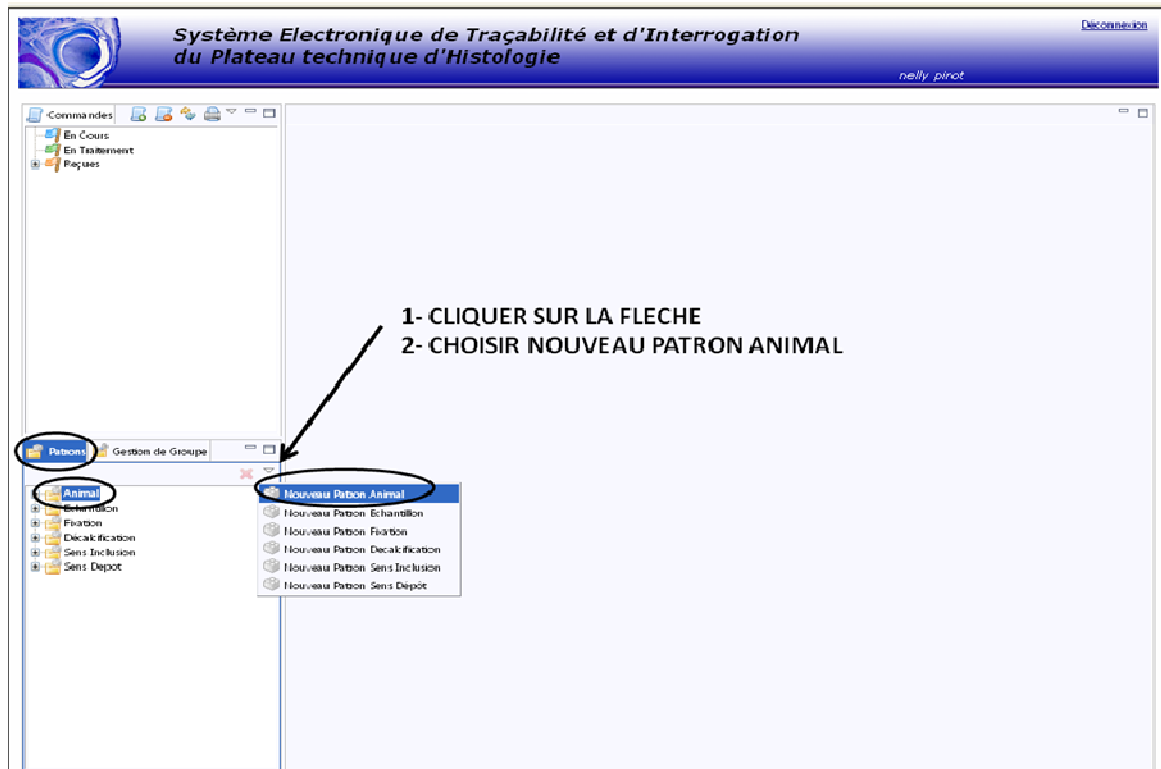 Système Electronique de Traçabilité et d'Interrogation
du Plateau technique d'Histologie
Déconnexion
nelly pirot
Commandes
En Cours
En Traitement
Reçues
1- CLIQUER SUR LA FLECHE
2- CHOISIR NOUVEAU PATRON ANIMAL
Patrons
Gestion de Groupe
Animal
Echantillon
Fixation
Décalcification
Sens Inclusion
Sens Depot
Nouveau Patron Animal
Nouveau Patron Echantillon
Nouveau Patron Fixation
Nouveau Patron Decalcification
Nouveau Patron Sens Inclusion
Nouveau Patron Sens Dépôt